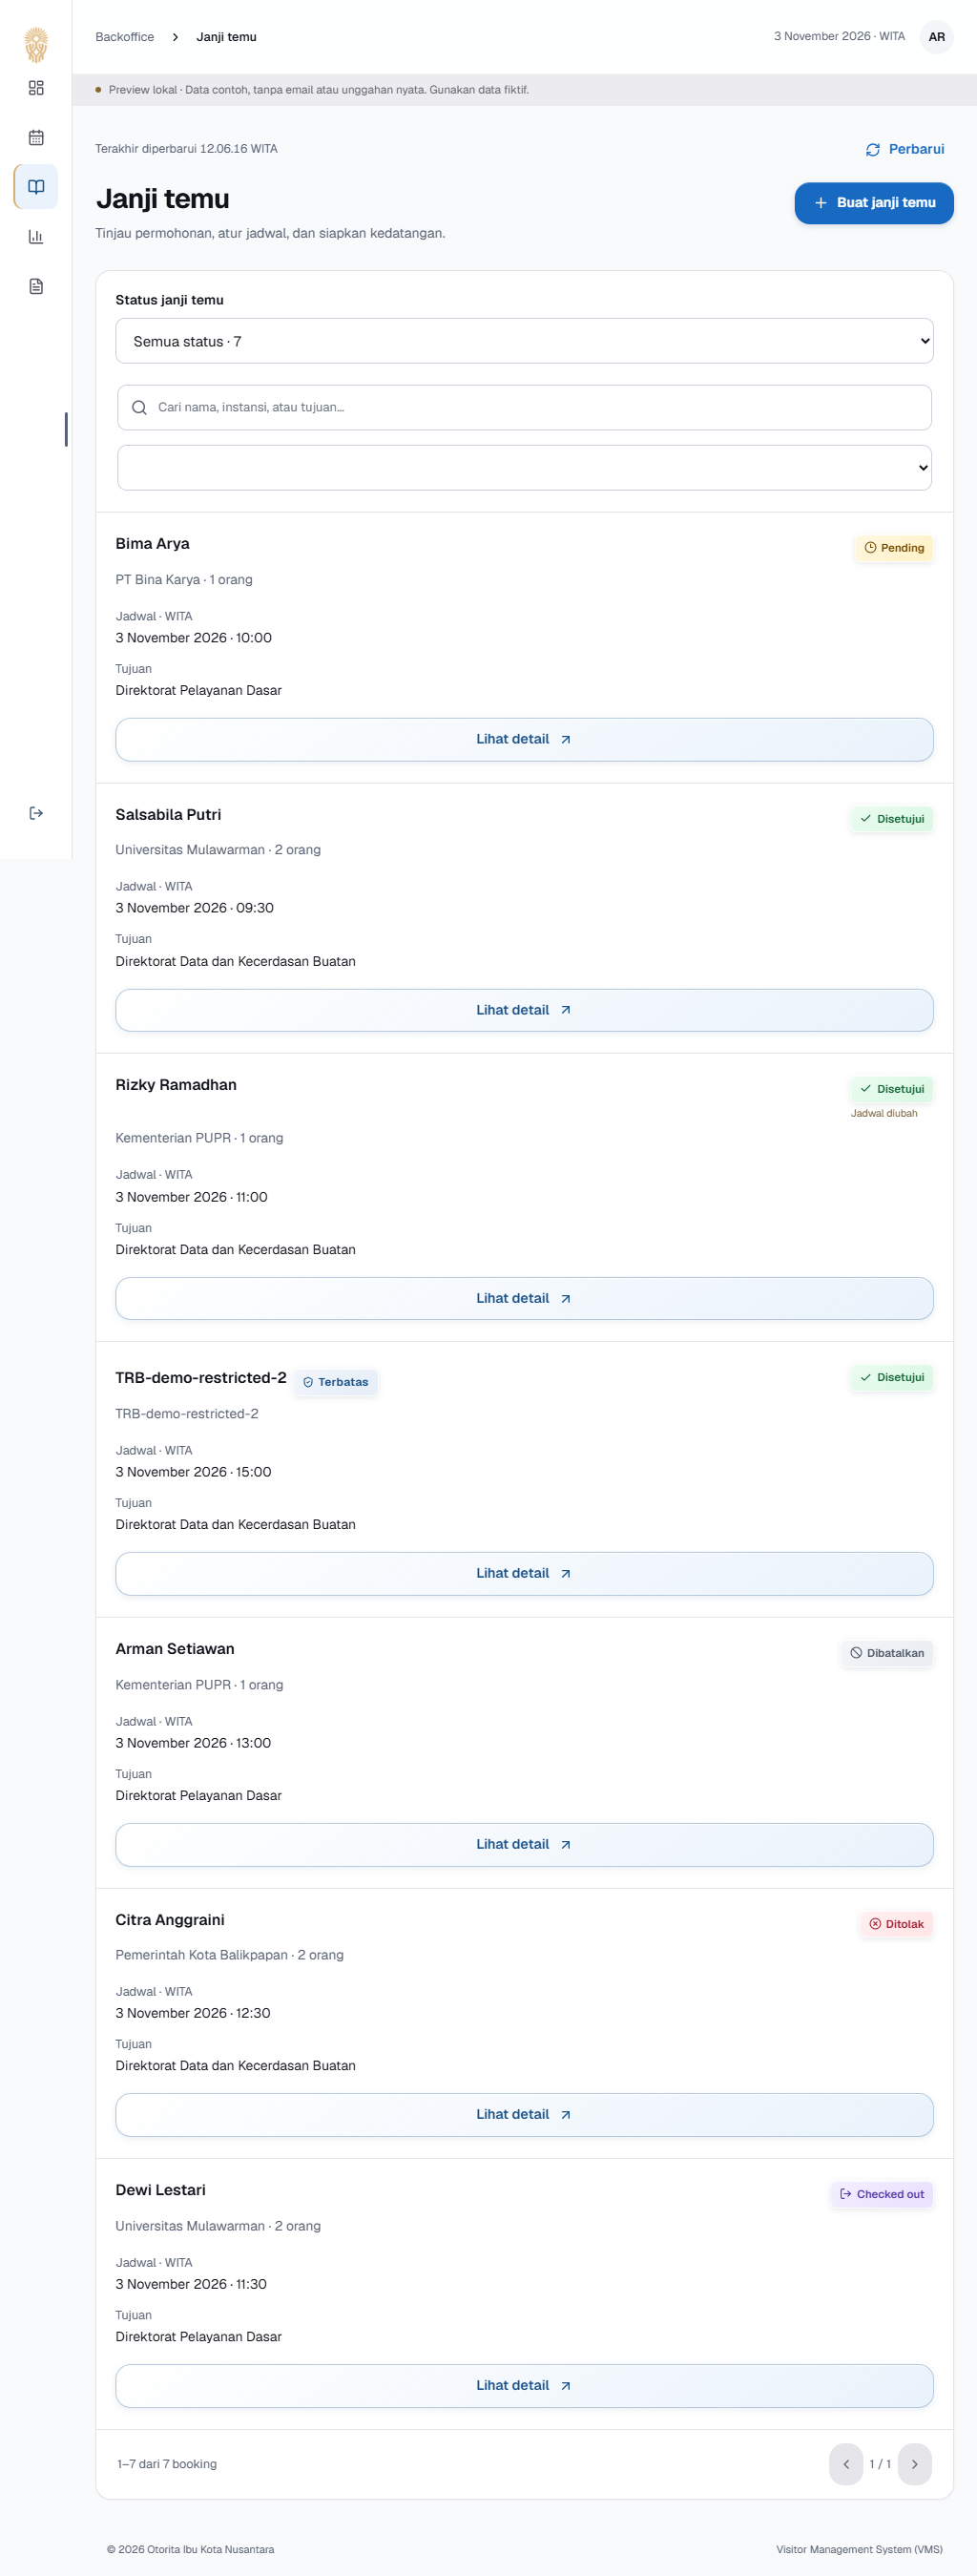 Backoffice > Janji temu
3 November 2026 · WITA
AR
Preview lokal · Data contoh, tanpa email atau unggahan nyata. Gunakan data fiktif.
Terakhir diperbarui 12.06.16 WITA
Perbarui
Janji temu
Buat janji temu
Tinjau permohonan, atur jadwal, dan siapkan kedatangan.
Status janji temu
Semua status · 7
Cari nama, instansi, atau tujuan...
Bima Arya
Pending
PT Bina Karya · 1 orang
Jadwal · WITA
3 November 2026 · 10:00
Tujuan
Direktorat Pelayanan Dasar
Lihat detail
Salsabila Putri
Disetujui
Universitas Mulawarman · 2 orang
Jadwal · WITA
3 November 2026 · 09:30
Tujuan
Direktorat Data dan Kecerdasan Buatan
Lihat detail
Rizky Ramadhan
Disetujui
Jadwal diubah
Kementerian PUPR · 1 orang
Jadwal · WITA
3 November 2026 · 11:00
Tujuan
Direktorat Data dan Kecerdasan Buatan
Lihat detail
TRB-demo-restricted-2
Terbatas
Disetujui
TRB-demo-restricted-2
Jadwal · WITA
3 November 2026 · 15:00
Tujuan
Direktorat Data dan Kecerdasan Buatan
Lihat detail
Arman Setiawan
Dibatalkan
Kementerian PUPR · 1 orang
Jadwal · WITA
3 November 2026 · 13:00
Tujuan
Direktorat Pelayanan Dasar
Lihat detail
Citra Anggraini
Ditolak
Pemerintah Kota Balikpapan · 2 orang
Jadwal · WITA
3 November 2026 · 12:30
Tujuan
Direktorat Data dan Kecerdasan Buatan
Lihat detail
Dewi Lestari
Checked out
Universitas Mulawarman · 2 orang
Jadwal · WITA
3 November 2026 · 11:30
Tujuan
Direktorat Pelayanan Dasar
Lihat detail
1–7 dari 7 booking
1 / 1
© 2026 Otorita Ibu Kota Nusantara
Visitor Management System (VMS)